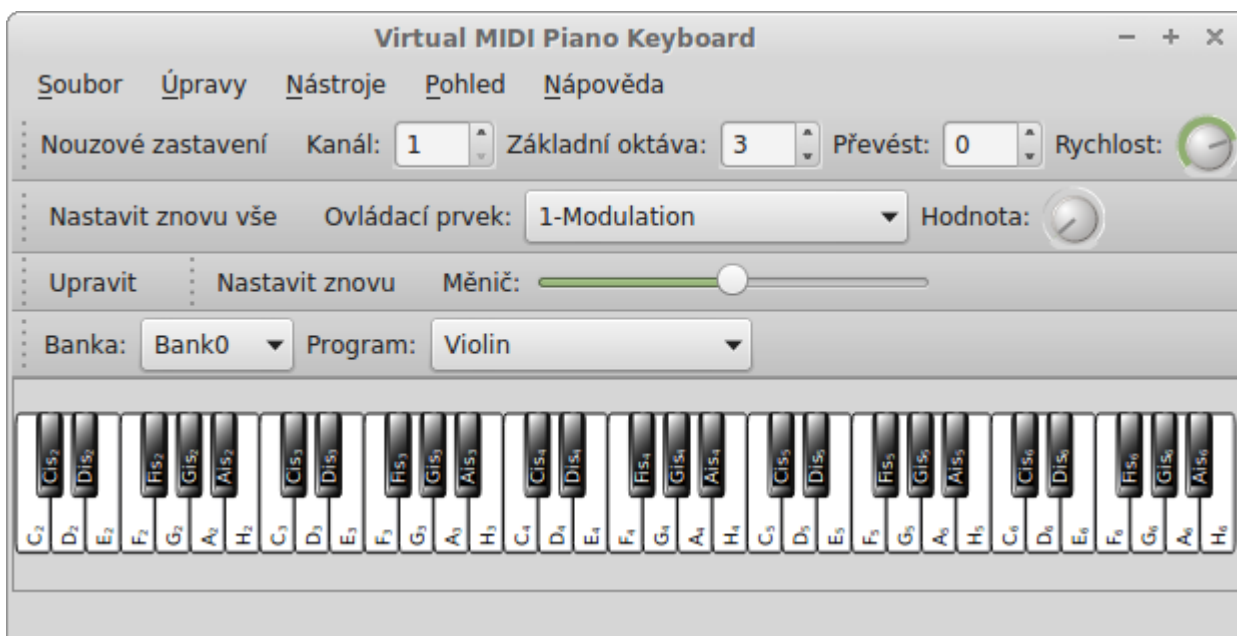 Virtual MIDI Piano Keyboard
Soubor Úpravy Nástroje Pohled Nápověda
Nouzové zastavení Kanál: 1 Základní oktáva: 3 Převést: 0 Rychlost:
Nastavit znovu vše Ovládací prvek: 1-Modulation Hodnota:
Upravit Nastavit znovu Měnič:
Banka: Bank0 Program: Violin
Cis₂ Dis₂ Fis₂ Gis₂ Ais₂ Cis₃ Dis₃ Fis₃ Gis₃ Ais₃ Cis₄ Dis₄ Fis₄ Gis₄ Ais₄ Cis₅ Dis₅ Fis₅ Gis₅ Ais₅ Cis₆ Dis₆ Fis₆ Gis₆ Ais₆
C₂ D₂ E₂ F₂ G₂ A₂ H₂ C₃ D₃ E₃ F₃ G₃ A₃ H₃ C₄ D₄ E₄ F₄ G₄ A₄ H₄ C₅ D₅ E₅ F₅ G₅ A₅ H₅ C₆ D₆ E₆ F₆ G₆ A₆ H₆